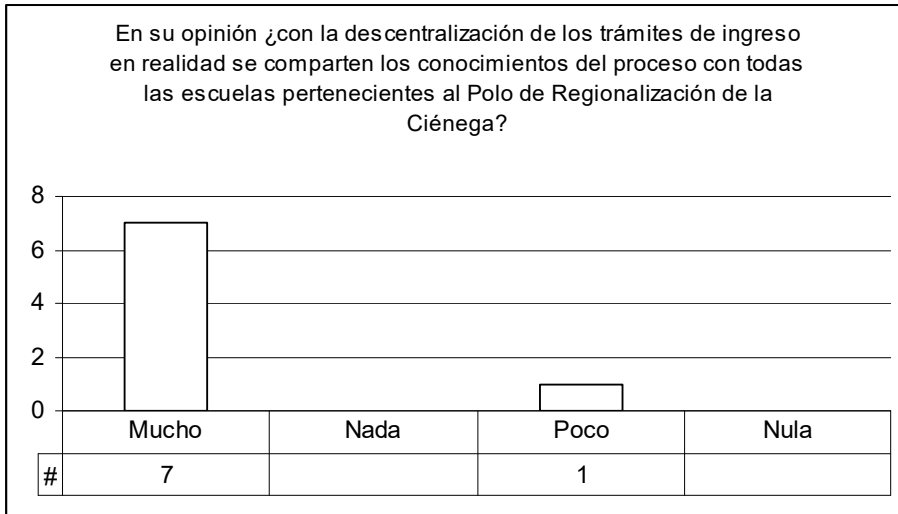 En su opinión ¿con la descentralización de los trámites de ingreso
en realidad se comparten los conocimientos del proceso con todas
las escuelas pertenecientes al Polo de Regionalización de la
Ciénega?
8
6
4
2
0
Mucho Nada Poco Nula
# 7 1